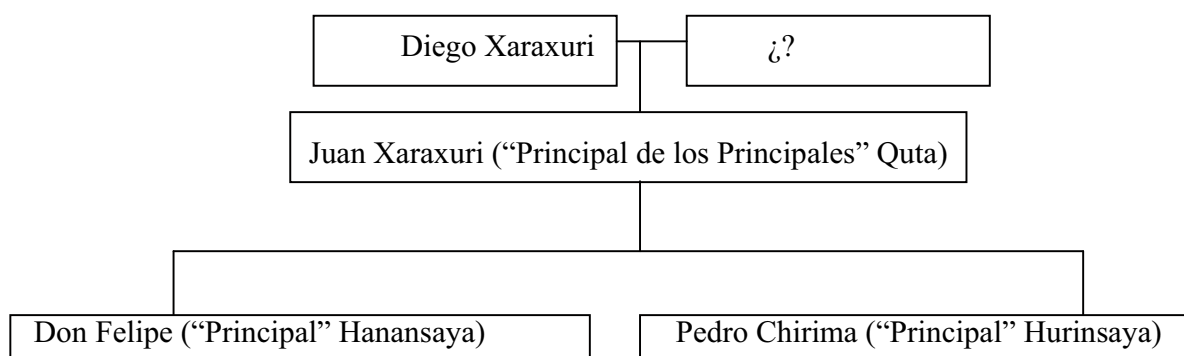 Diego Xaraxuri
¿?
Juan Xaraxuri (“Principal de los Principales” Quta)
Don Felipe (“Principal” Hanansaya)
Pedro Chirima (“Principal” Hurinsaya)